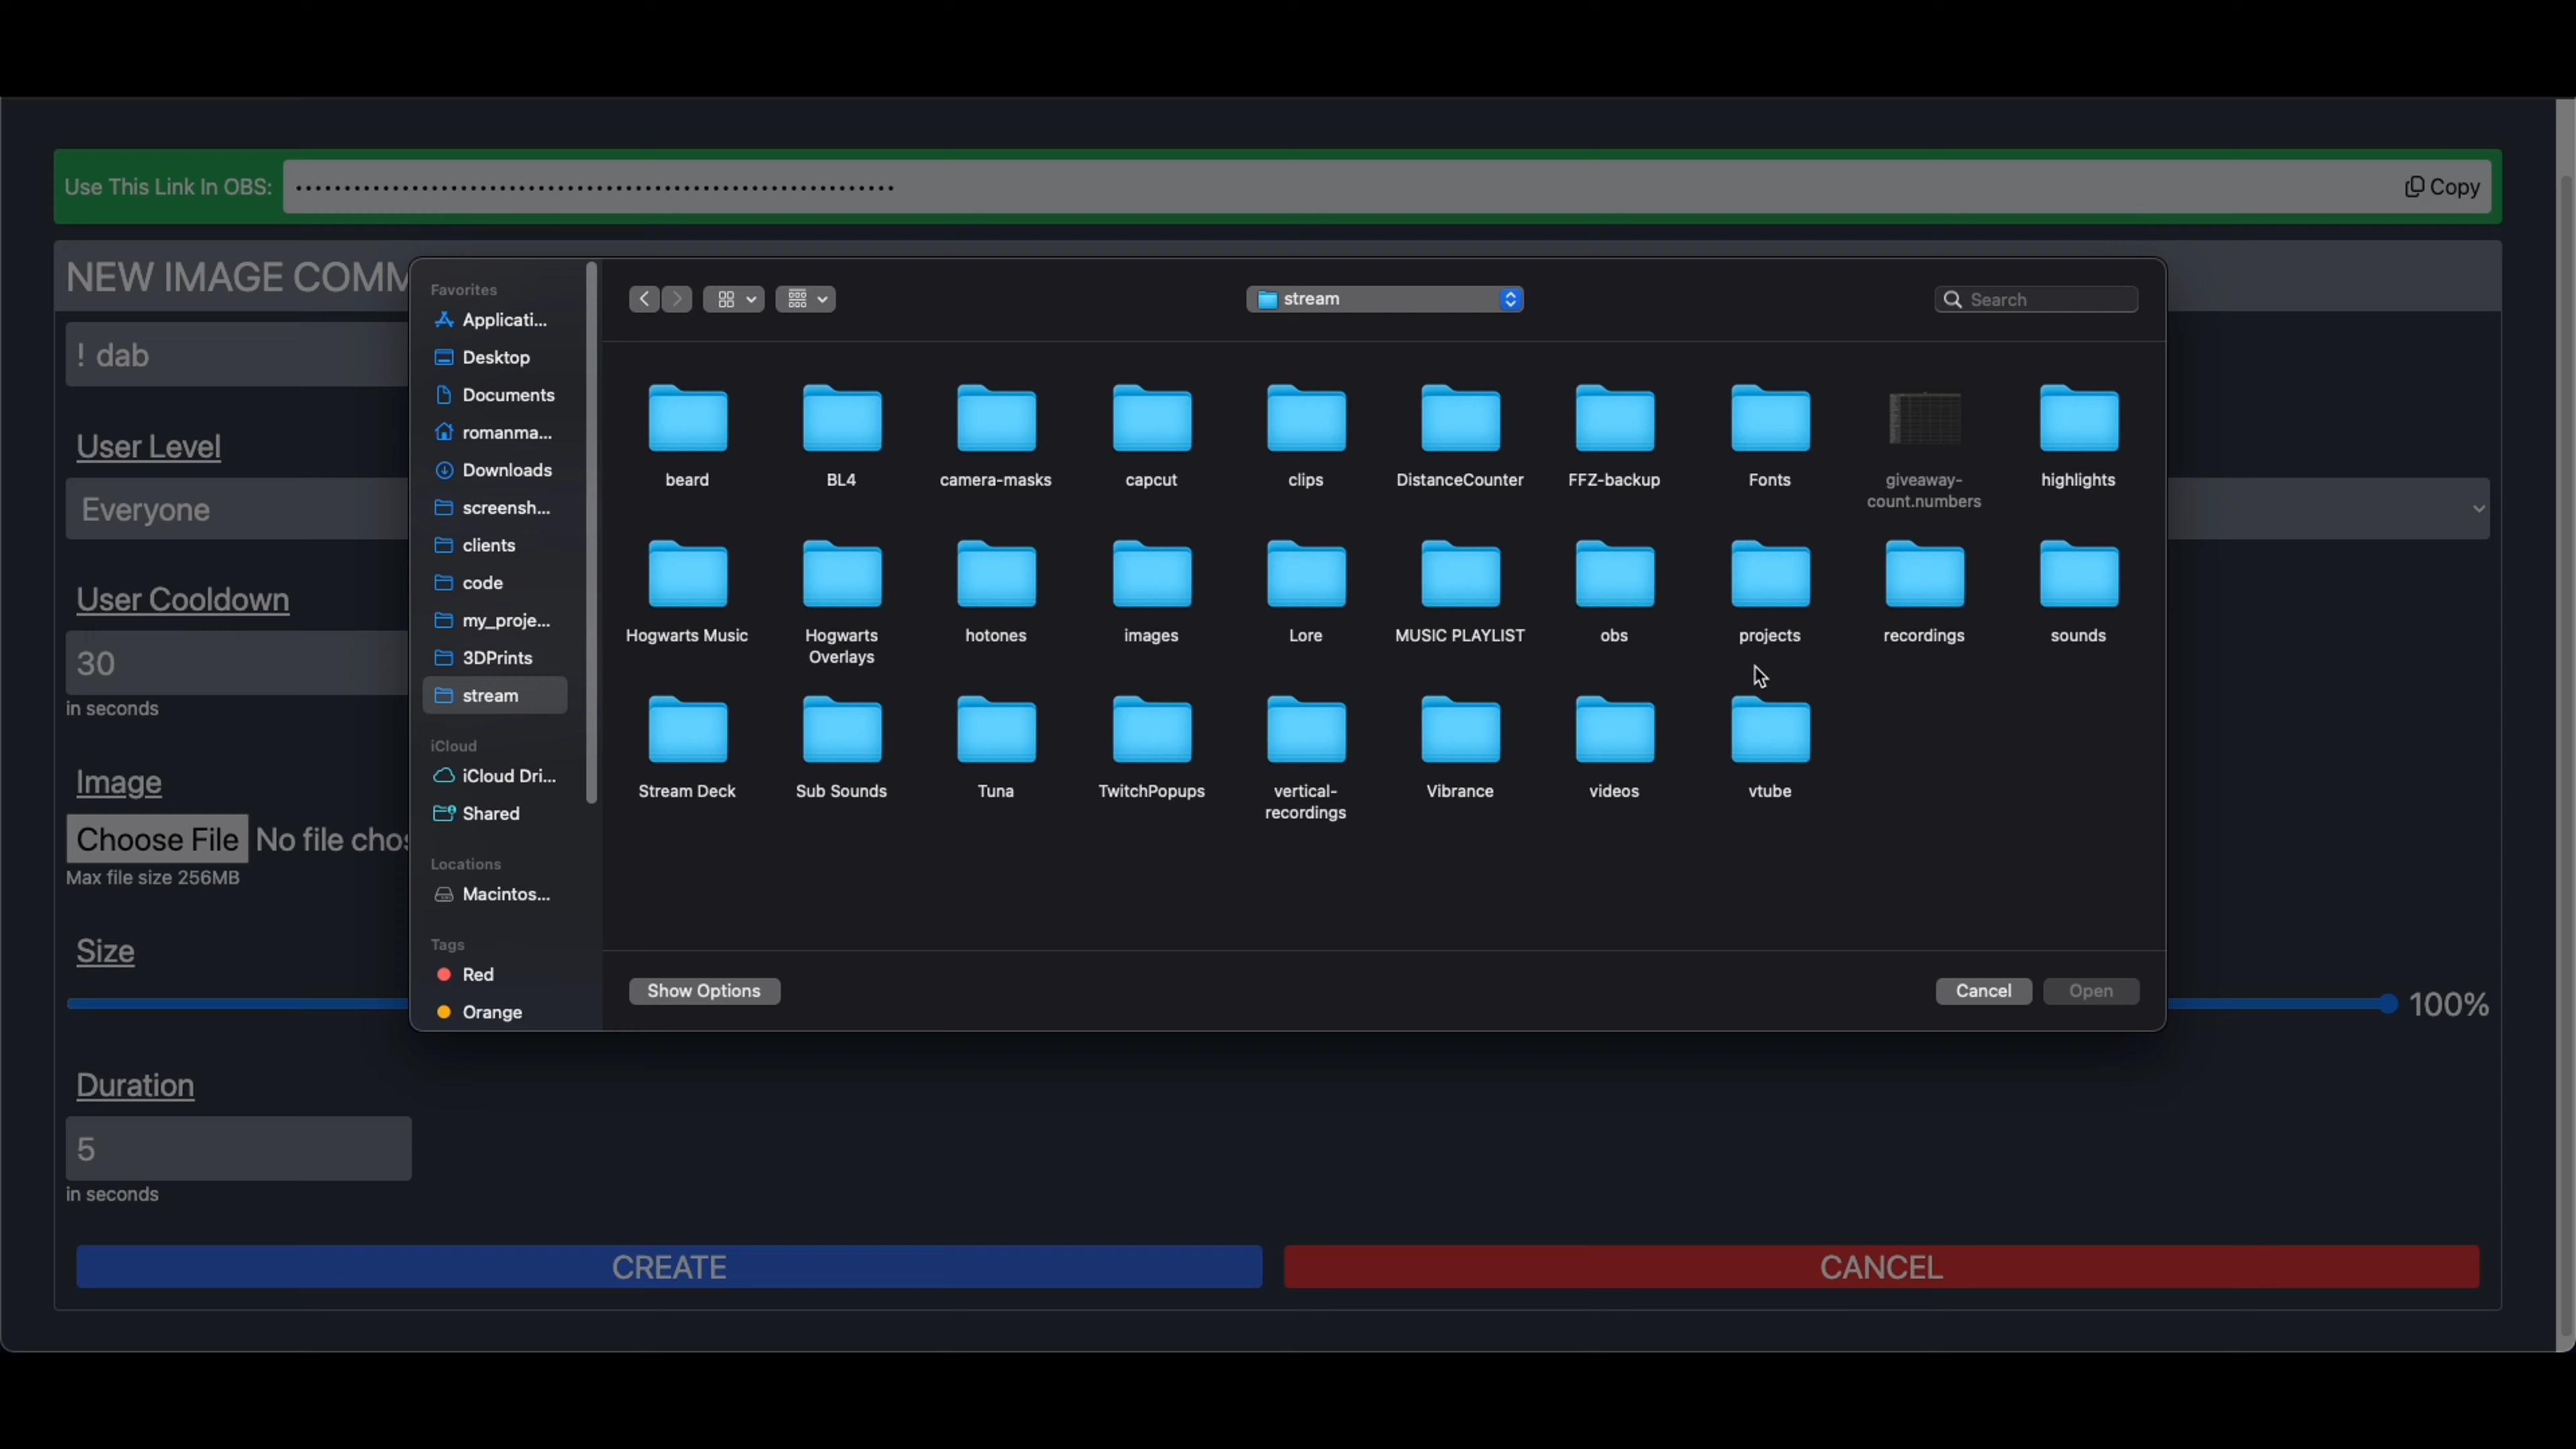 Use This Link In OBS: ••••••••••••••••••••••••••••••••••••••••••••••••••••••••••••• Copy
NEW IMAGE COMM
! dab
User Level
Everyone
User Cooldown
30
in seconds
Image
Choose File No file chos
Max file size 256MB
Size
100%
Duration
5
in seconds
CREATE
CANCEL
Favorites
Applicati...
Desktop
Documents
romanma...
Downloads
screensh...
clients
code
my_proje...
3DPrints
stream
iCloud
iCloud Dri...
Shared
Locations
Macintos...
Tags
Red
Orange
stream
Search
beard
BL4
camera-masks
capcut
clips
DistanceCounter
FFZ-backup
Fonts
giveaway-
count.numbers
highlights
Hogwarts Music
Hogwarts
Overlays
hotones
images
Lore
MUSIC PLAYLIST
obs
projects
recordings
sounds
Stream Deck
Sub Sounds
Tuna
TwitchPopups
vertical-
recordings
Vibrance
videos
vtube
Show Options
Cancel
Open